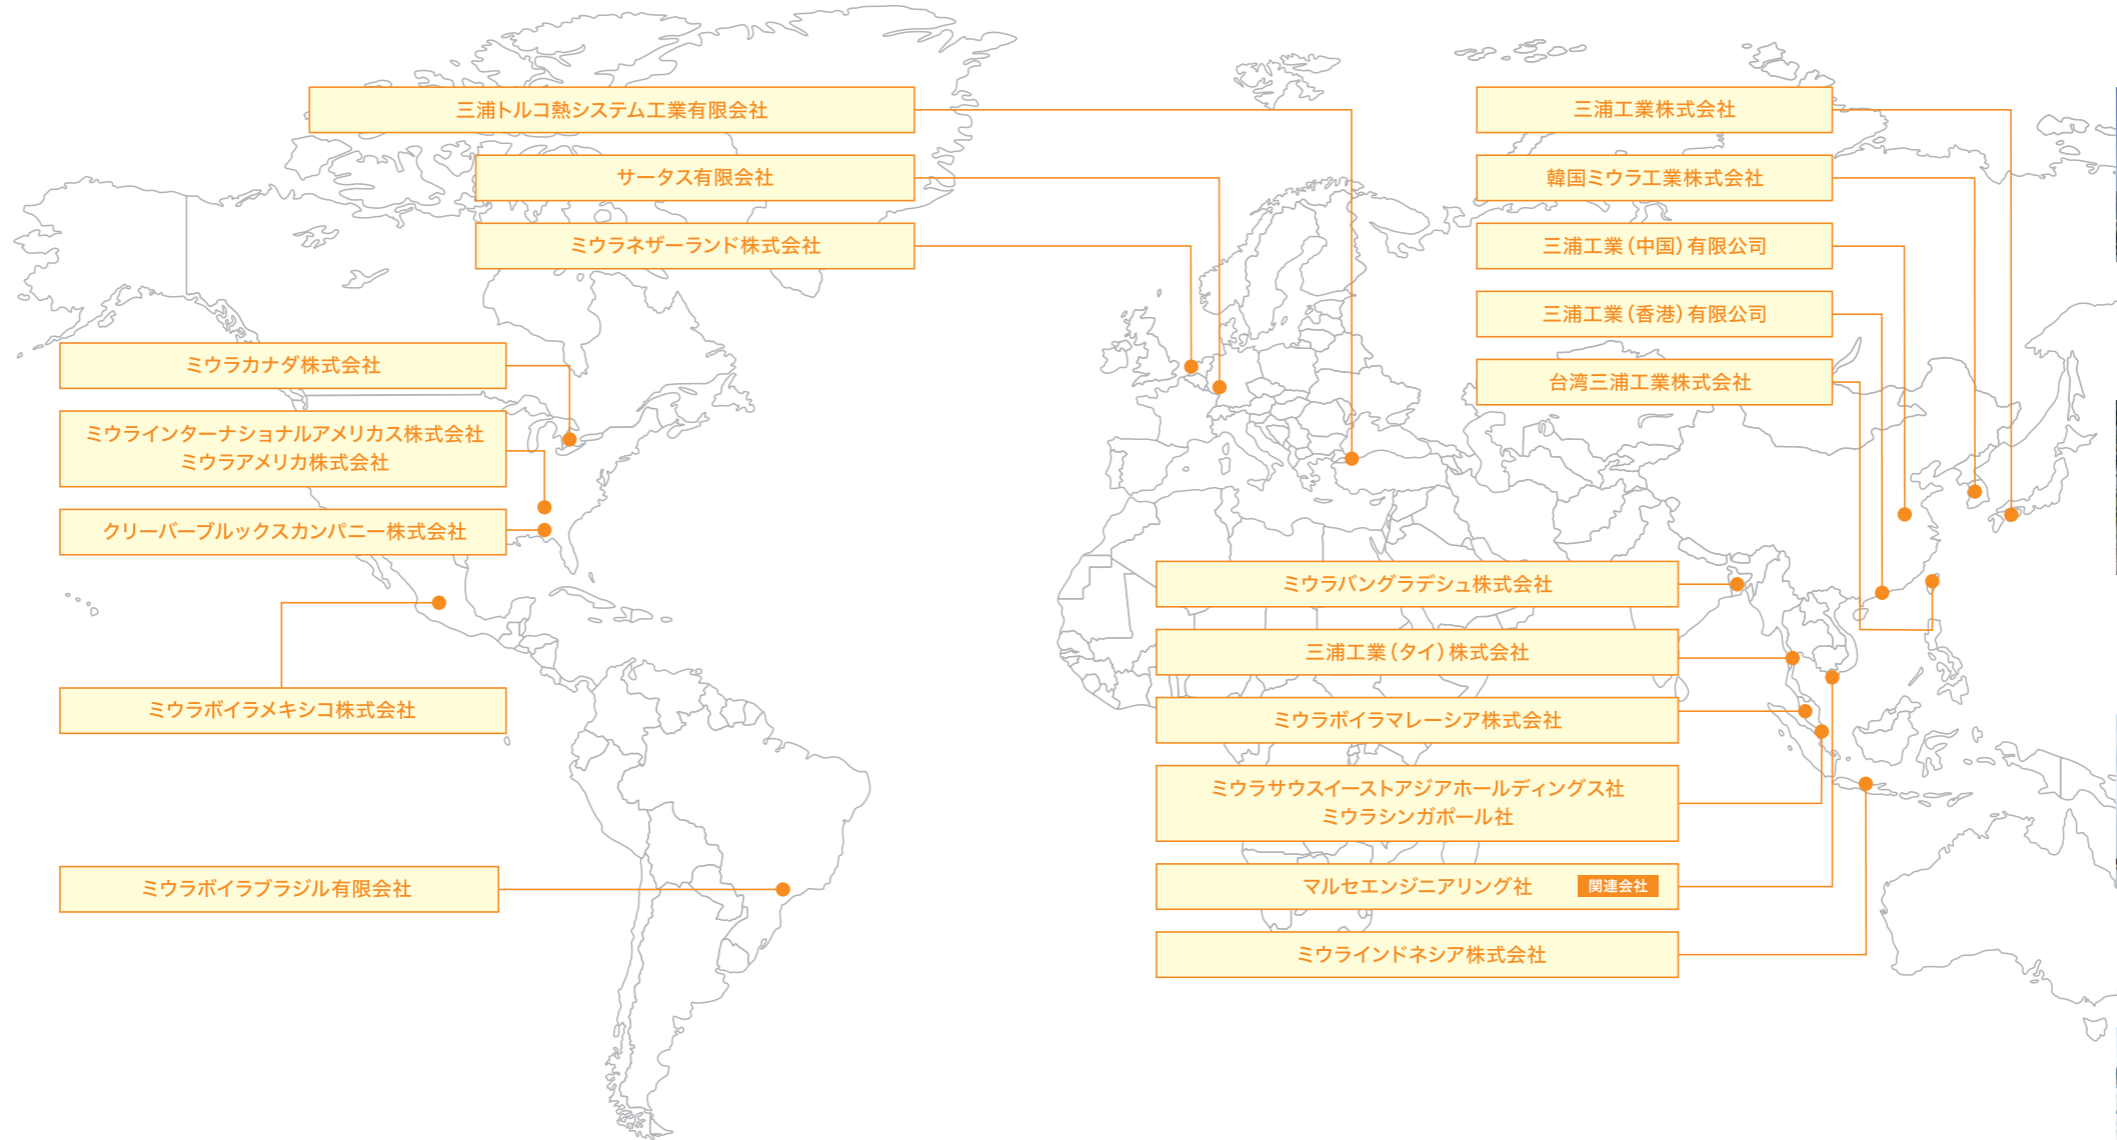 三浦トルコ熱システム工業有限会社
サータス有限会社
ミウラネザーランド株式会社
ミウラカナダ株式会社
ミウラインターナショナルアメリカス株式会社
ミウラアメリカ株式会社
クリーバーブルックスカンパニー株式会社
ミウラボイラメキシコ株式会社
ミウラボイラブラジル有限会社
三浦工業株式会社
韓国ミウラ工業株式会社
三浦工業（中国）有限公司
三浦工業（香港）有限公司
台湾三浦工業株式会社
ミウラバングラデシュ株式会社
三浦工業（タイ）株式会社
ミウラボイラマレーシア株式会社
ミウラサウスイーストアジアホールディングス社
ミウラシンガポール社
マルセエンジニアリング社 関連会社
ミウラインドネシア株式会社